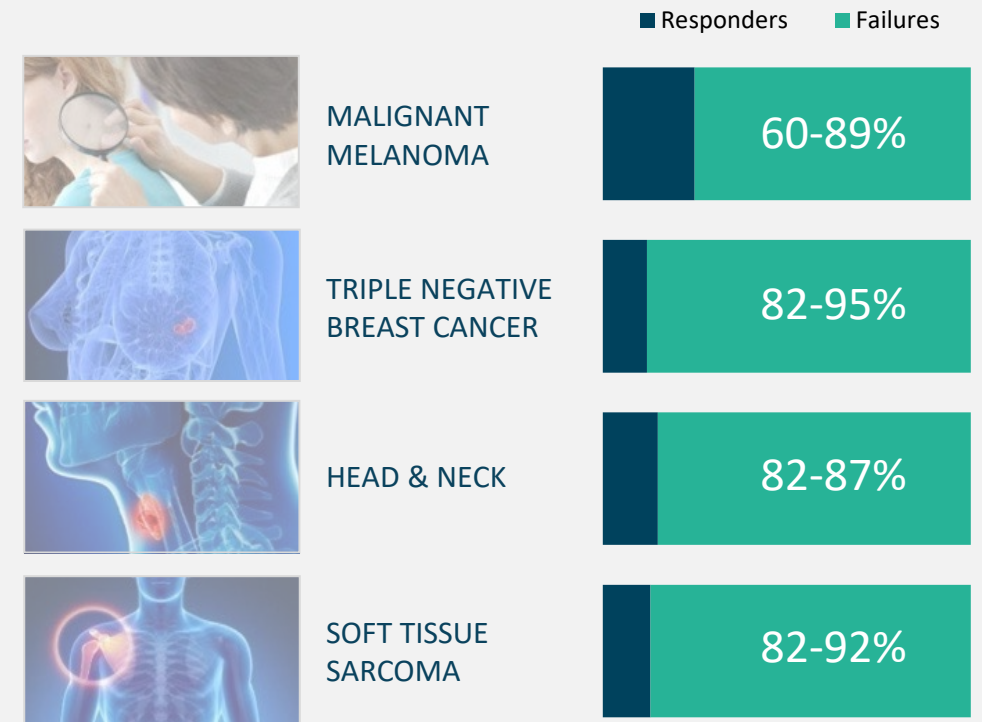 Responders Failures
MALIGNANT
MELANOMA
60-89%
TRIPLE NEGATIVE
BREAST CANCER
82-95%
HEAD & NECK
82-87%
SOFT TISSUE
SARCOMA
82-92%